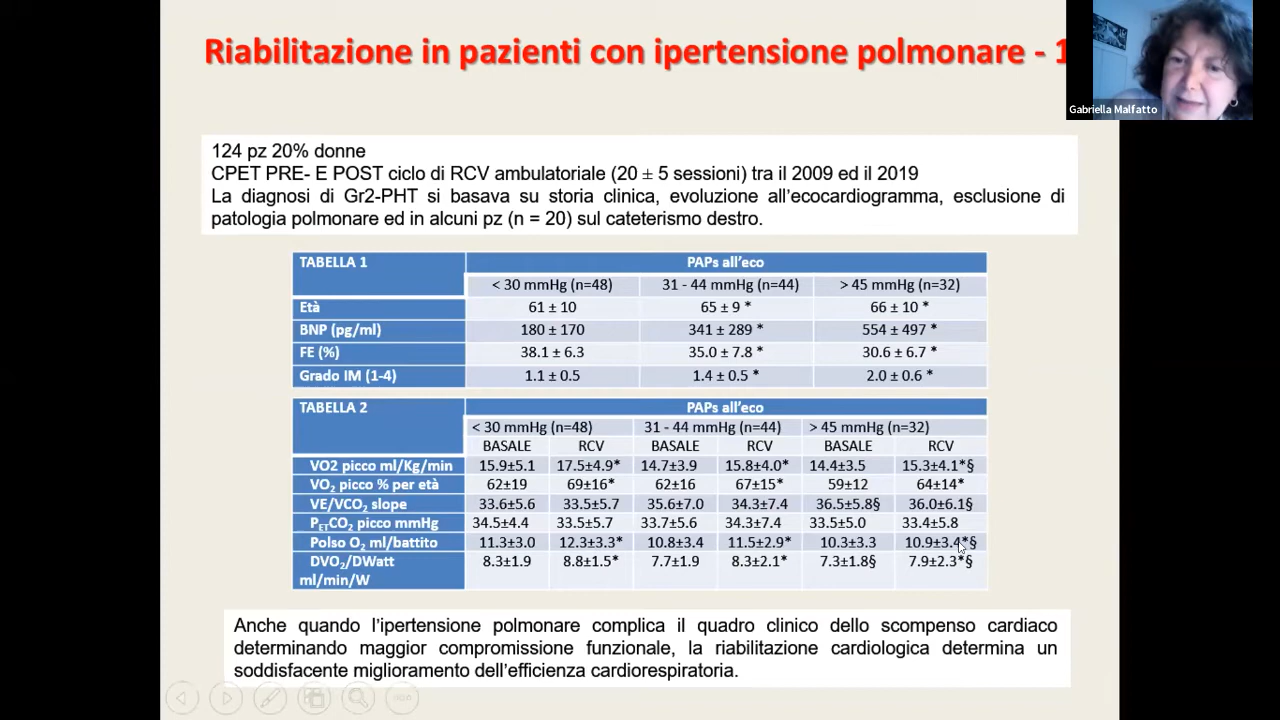 Riabilitazione in pazienti con ipertensione polmonare - 1
Gabriella Malfatto
124 pz 20% donne
CPET PRE- E POST ciclo di RCV ambulatoriale (20 ± 5 sessioni) tra il 2009 ed il 2019
La diagnosi di Gr2-PHT si basava su storia clinica, evoluzione all'ecocardiogramma, esclusione di
patologia polmonare ed in alcuni pz (n = 20) sul cateterismo destro.
TABELLA 1 PAPs all'eco
< 30 mmHg (n=48) 31 - 44 mmHg (n=44) > 45 mmHg (n=32)
Età 61 ± 10 65 ± 9 * 66 ± 10 *
BNP (pg/ml) 180 ± 170 341 ± 289 * 554 ± 497 *
FE (%) 38.1 ± 6.3 35.0 ± 7.8 * 30.6 ± 6.7 *
Grado IM (1-4) 1.1 ± 0.5 1.4 ± 0.5 * 2.0 ± 0.6 *
TABELLA 2 PAPs all'eco
< 30 mmHg (n=48) 31 - 44 mmHg (n=44) > 45 mmHg (n=32)
BASALE RCV BASALE RCV BASALE RCV
VO2 picco ml/Kg/min 15.9±5.1 17.5±4.9* 14.7±3.9 15.8±4.0* 14.4±3.5 15.3±4.1*§
VO₂ picco % per età 62±19 69±16* 62±16 67±15* 59±12 64±14*
VE/VCO₂ slope 33.6±5.6 33.5±5.7 35.6±7.0 34.3±7.4 36.5±5.8§ 36.0±6.1§
PETCO₂ picco mmHg 34.5±4.4 33.5±5.7 33.7±5.6 34.3±7.4 33.5±5.0 33.4±5.8
Polso O₂ ml/battito 11.3±3.0 12.3±3.3* 10.8±3.4 11.5±2.9* 10.3±3.3 10.9±3.4*§
DVO₂/DWatt 8.3±1.9 8.8±1.5* 7.7±1.9 8.3±2.1* 7.3±1.8§ 7.9±2.3*§
ml/min/W
Anche quando l'ipertensione polmonare complica il quadro clinico dello scompenso cardiaco
determinando maggior compromissione funzionale, la riabilitazione cardiologica determina un
soddisfacente miglioramento dell'efficienza cardiorespiratoria.